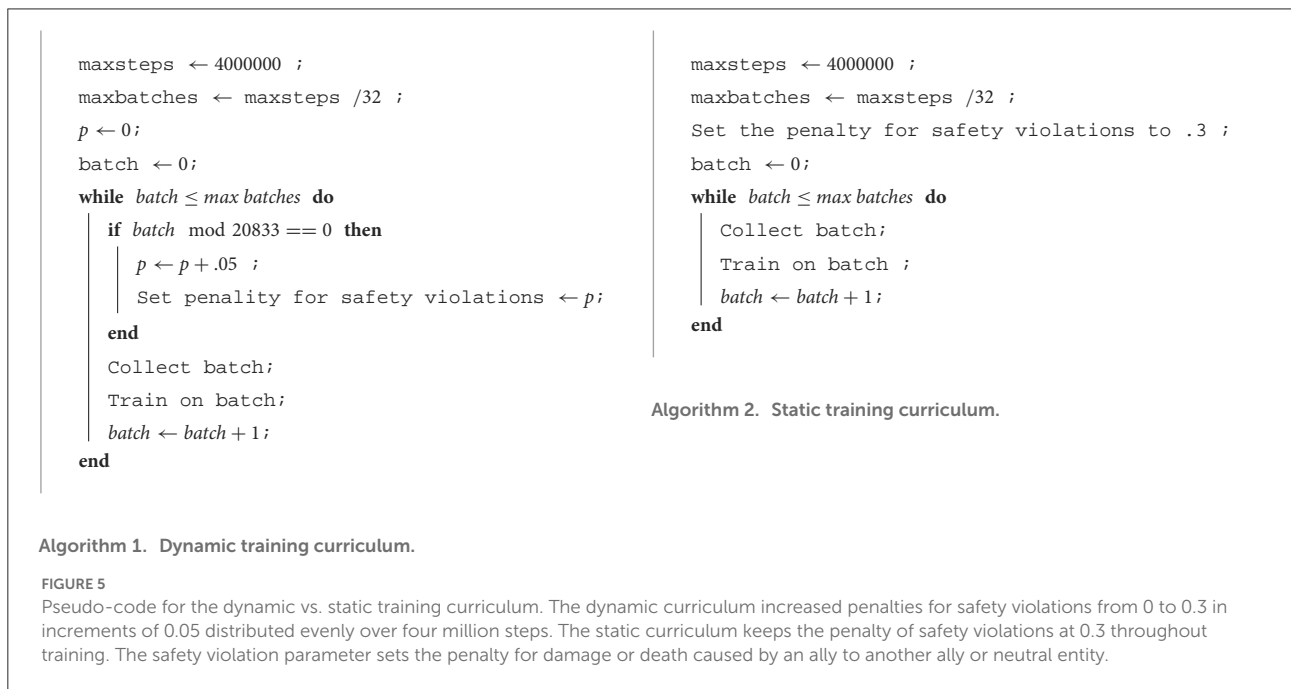 maxsteps ← 4000000 ;
maxbatches ← maxsteps /32 ;
p ← 0;
batch ← 0;
while batch ≤ max batches do
if batch mod 20833 == 0 then
p ← p + .05 ;
Set penality for safety violations ← p;
end
Collect batch;
Train on batch;
batch ← batch + 1;
end
Algorithm 1. Dynamic training curriculum.
maxsteps ← 4000000 ;
maxbatches ← maxsteps /32 ;
Set the penalty for safety violations to .3 ;
batch ← 0;
while batch ≤ max batches do
Collect batch;
Train on batch ;
batch ← batch + 1;
end
Algorithm 2. Static training curriculum.
FIGURE 5
Pseudo-code for the dynamic vs. static training curriculum. The dynamic curriculum increased penalties for safety violations from 0 to 0.3 in
increments of 0.05 distributed evenly over four million steps. The static curriculum keeps the penalty of safety violations at 0.3 throughout
training. The safety violation parameter sets the penalty for damage or death caused by an ally to another ally or neutral entity.